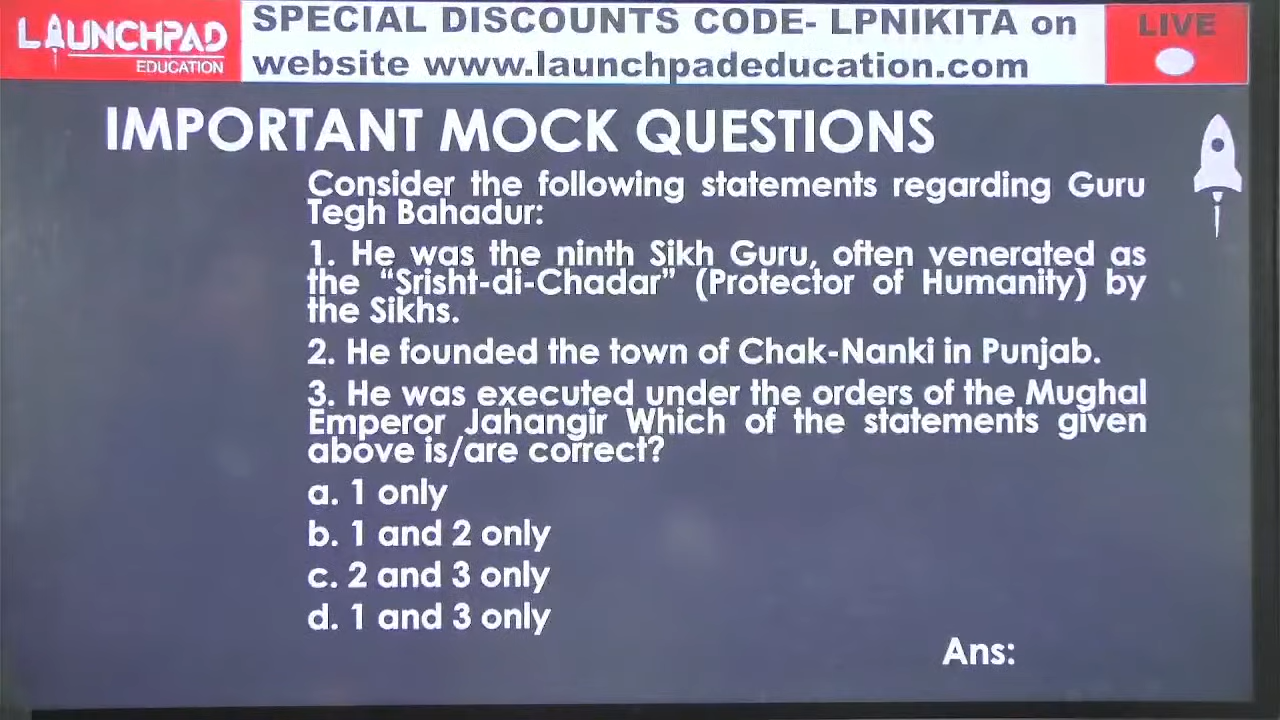 LAUNCHPAD
EDUCATION
SPECIAL DISCOUNTS CODE- LPNIKITA on
website www.launchpadeducation.com
LIVE
IMPORTANT MOCK QUESTIONS
Consider the following statements regarding Guru
Tegh Bahadur:
1. He was the ninth Sikh Guru, often venerated as
the “Srisht-di-Chadar” (Protector of Humanity) by
the Sikhs.
2. He founded the town of Chak-Nanki in Punjab.
3. He was executed under the orders of the Mughal
Emperor Jahangir Which of the statements given
above is/are correct?
a. 1 only
b. 1 and 2 only
c. 2 and 3 only
d. 1 and 3 only
Ans: